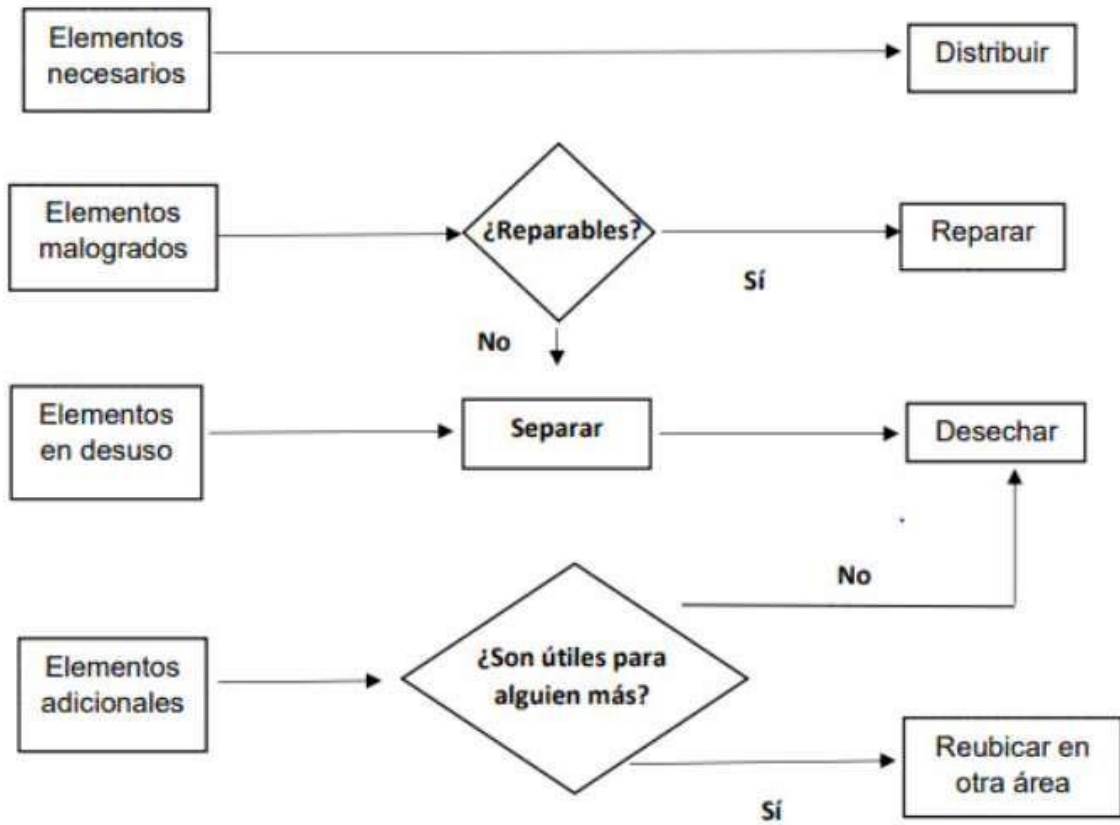 Elementos
necesarios
Distribuir
Elementos
malogrados
¿Reparables?
Sí
Reparar
No
Elementos
en desuso
Separar
Desechar
No
Elementos
adicionales
¿Son útiles para
alguien más?
Sí
Reubicar en
otra área